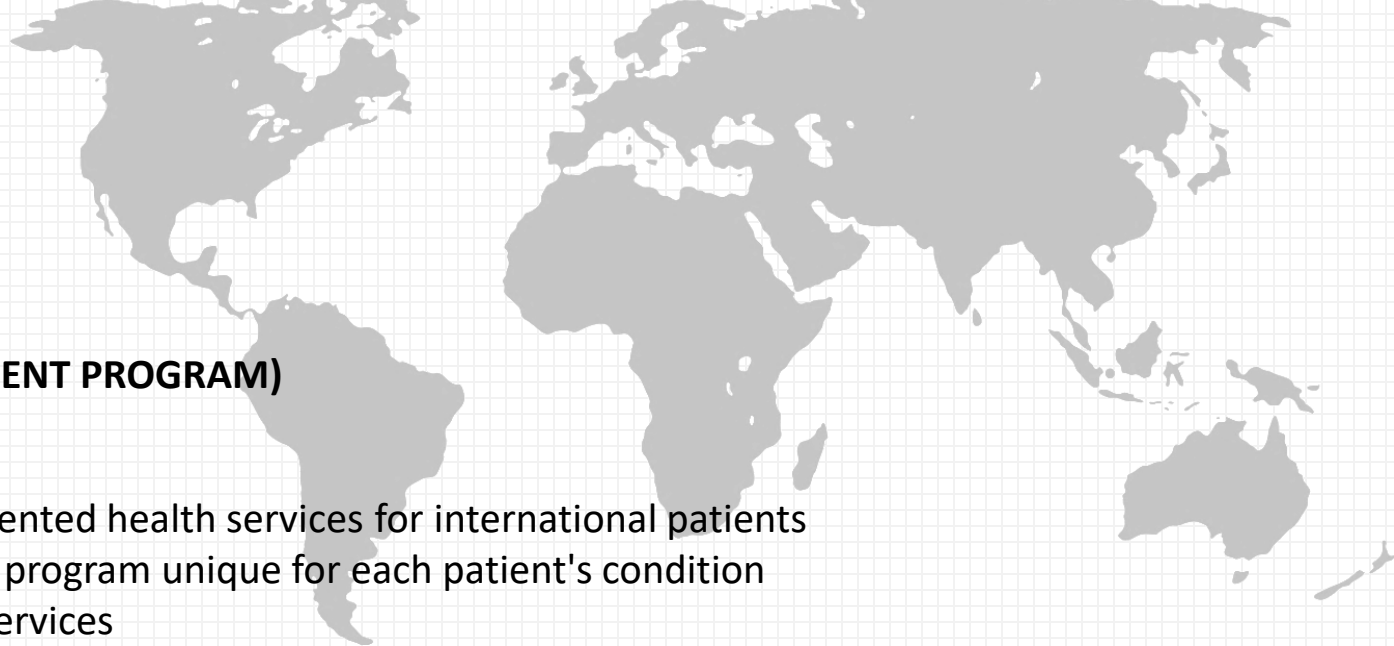 ENT PROGRAM)
ented health services for international patients
program unique for each patient's condition
ervices